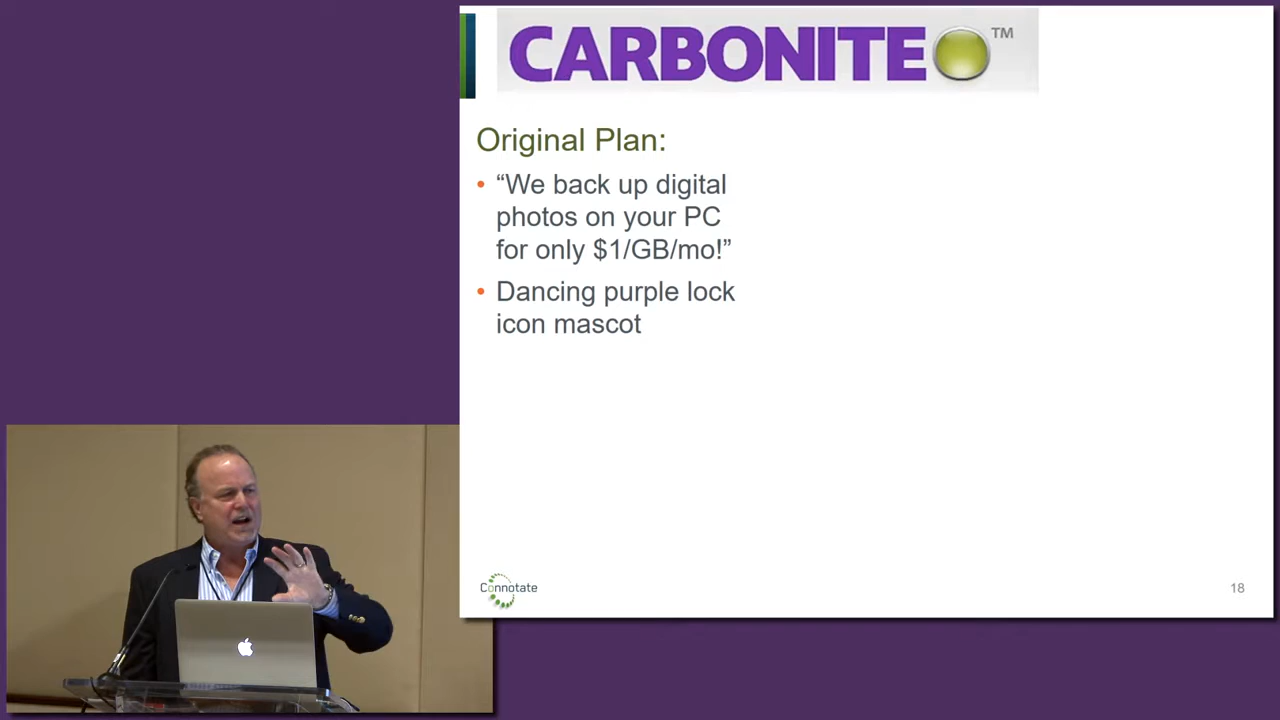 CARBONITE TM
Original Plan:
• “We back up digital
photos on your PC
for only $1/GB/mo!”
• Dancing purple lock
icon mascot
Connotate
18